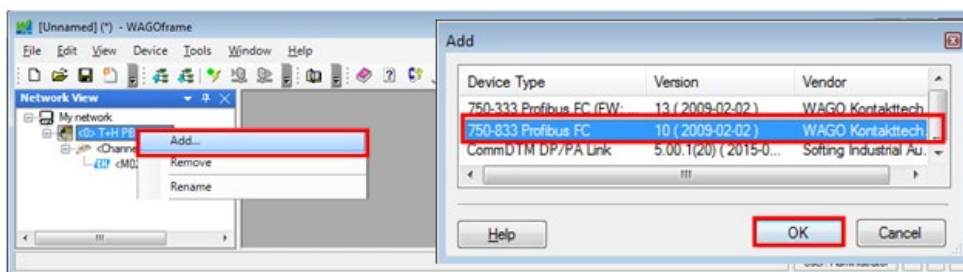 [Unnamed] (*) - WAGOframe
File Edit View Device Tools Window Help
Network View
My network
<0> T+H PB
Add...
Remove
Rename
Add
Device Type Version Vendor
750-333 Profibus FC (FW: 13 ( 2009-02-02 ) WAGO Kontakttech
750-833 Profibus FC 10 ( 2009-02-02 ) WAGO Kontakttech
CommDTM DP/PA Link 5.00.1(20) ( 2015-0... Softing Industrial Au.
Help OK Cancel